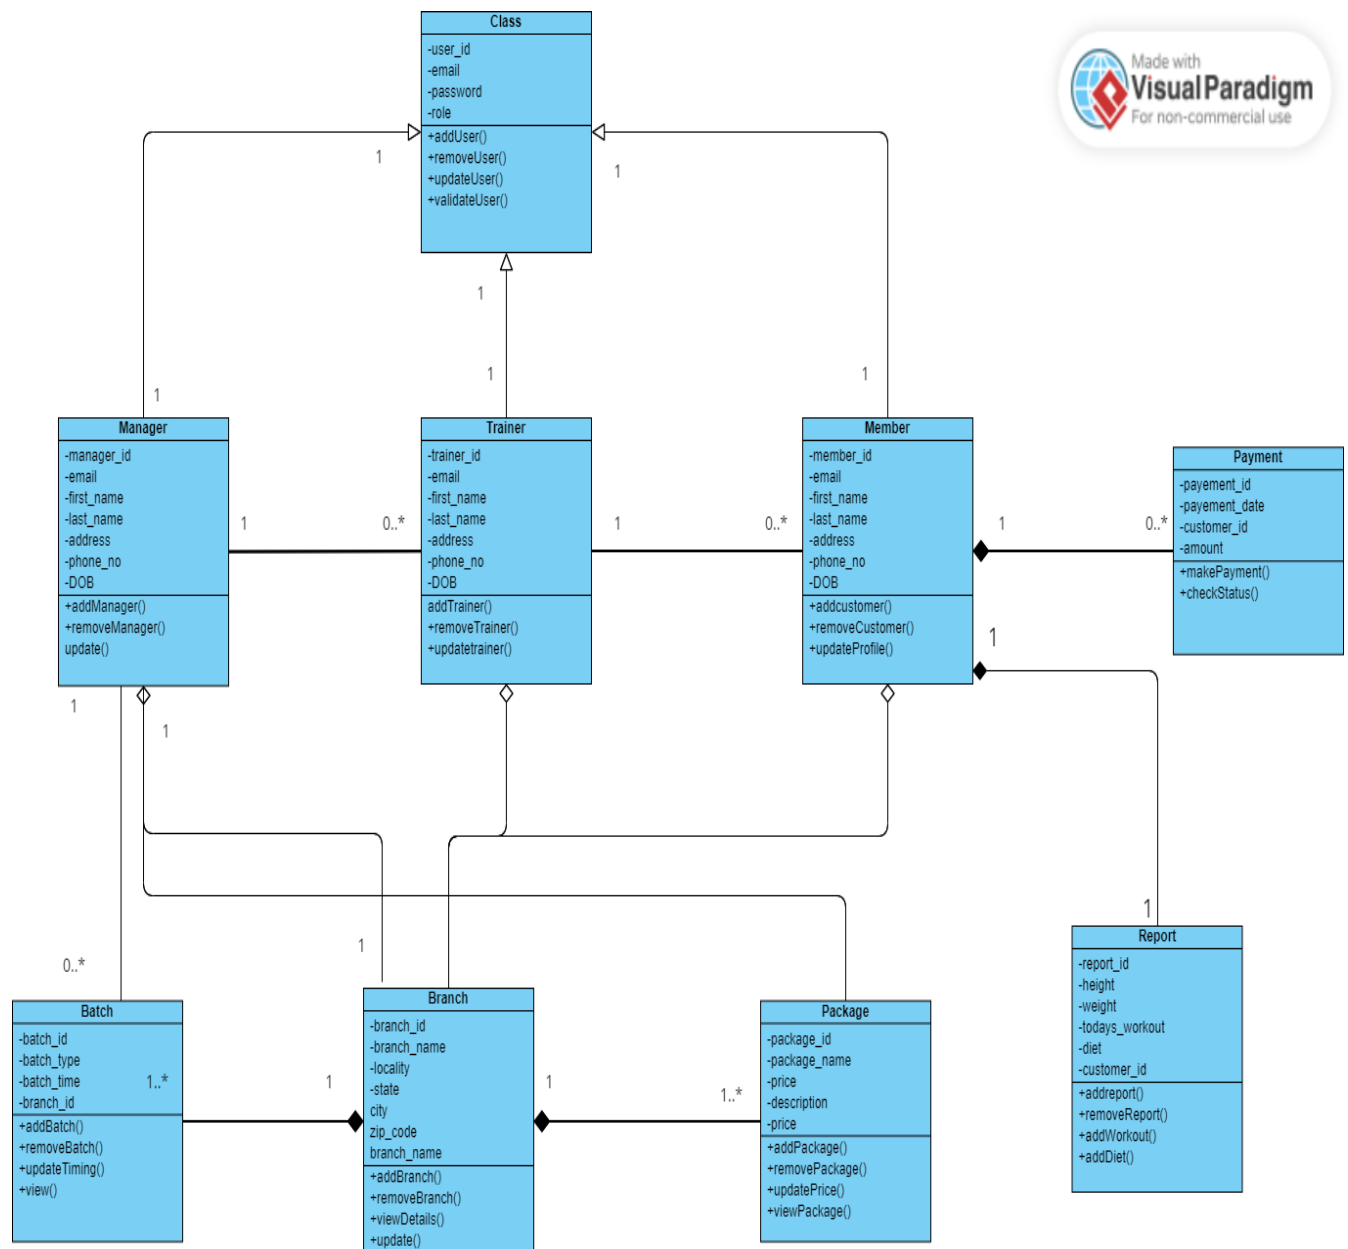 Class
-user_id
-email
-password
-role
+addUser()
+removeUser()
+updateUser()
+validateUser()
Made with
Visual Paradigm
For non-commercial use
1
1
1
1
1
1
Manager
-manager_id
-email
-first_name
-last_name
-address
-phone_no
-DOB
+addManager()
+removeManager()
update()
1
0..*
Trainer
-trainer_id
-email
-first_name
-last_name
-address
-phone_no
-DOB
addTrainer()
+removeTrainer()
+updatetrainer()
1
0..*
Member
-member_id
-email
-first_name
-last_name
-address
-phone_no
-DOB
+addcustomer()
+removeCustomer()
+updateProfile()
1
0..*
Payment
-payement_id
-payement_date
-customer_id
-amount
+makePayment()
+checkStatus()
1
1
1
1
0..*
1
Batch
-batch_id
-batch_type
-batch_time
-branch_id
+addBatch()
+removeBatch()
+updateTiming()
+view()
1..*
1
Branch
-branch_id
-branch_name
-locality
-state
city
zip_code
branch_name
+addBranch()
+removeBranch()
+viewDetails()
+update()
1
1..*
Package
-package_id
-package_name
-price
-description
-price
+addPackage()
+removePackage()
+updatePrice()
+viewPackage()
Report
-report_id
-height
-weight
-todays_workout
-diet
-customer_id
+addreport()
+removeReport()
+addWorkout()
+addDiet()